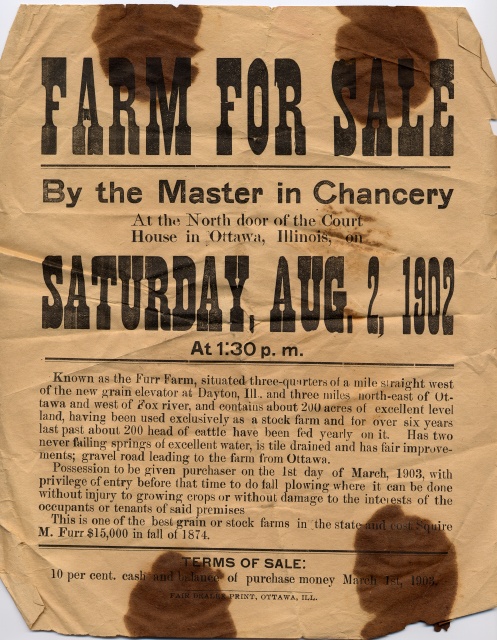 FARM FOR SALE
By the Master in Chancery
At the North door of the Court
House in Ottawa, Illinois, on
SATURDAY, AUG. 2, 1902
At 1:30 p. m.
Known as the Furr Farm, situated three-quarters of a mile straight west
of the new grain elevator at Dayton, Ill., and three miles north-east of Ot-
tawa and west of Fox river, and contains about 200 acres of excellent level
land, having been used exclusively as a stock farm and for over six years
last past about 200 head of cattle have been fed yearly on it. Has two
never failing springs of excellent water, is tile drained and has fair improve-
ments; gravel road leading to the farm from Ottawa.
Possession to be given purchaser on the 1st day of March, 1903, with
privilege of entry before that time to do fall plowing where it can be done
without injury to growing crops or without damage to the interests of the
occupants or tenants of said premises
This is one of the best grain or stock farms in the state and cost Squire
M. Furr $15,000 in fall of 1874.
TERMS OF SALE:
10 per cent. cash and balance of purchase money March 1st, 1903.
FAIR DEALER PRINT, OTTAWA, ILL.